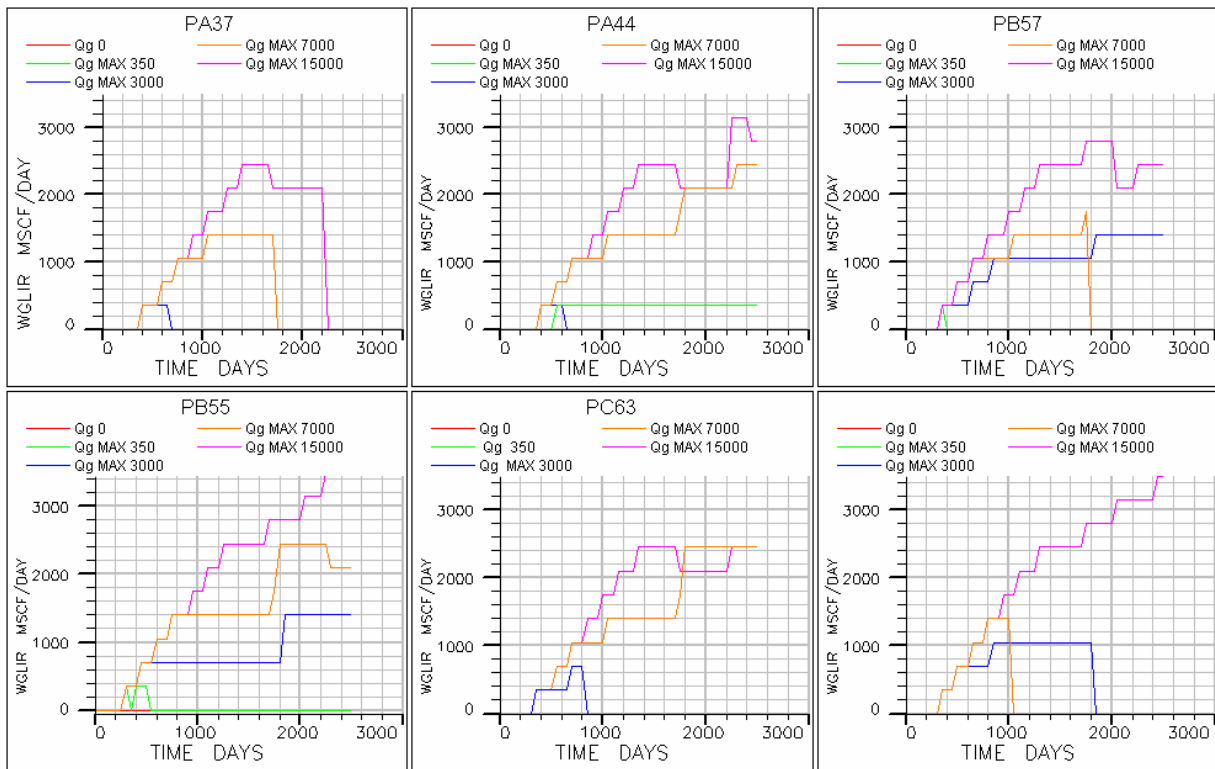 PA37
Qg 0 Qg MAX 7000
Qg MAX 350 Qg MAX 15000
Qg MAX 3000
WGLIR MSCF/DAY
3000
2000
1000
0
0 1000 2000 3000
TIME DAYS
PA44
Qg 0 Qg MAX 7000
Qg MAX 350 Qg MAX 15000
Qg MAX 3000
WGLIR MSCF/DAY
3000
2000
1000
0
0 1000 2000 3000
TIME DAYS
PB57
Qg 0 Qg MAX 7000
Qg MAX 350 Qg MAX 15000
Qg MAX 3000
WGLIR MSCF/DAY
3000
2000
1000
0
0 1000 2000 3000
TIME DAYS
PB55
Qg 0 Qg MAX 7000
Qg MAX 350 Qg MAX 15000
Qg MAX 3000
WGLIR MSCF/DAY
3000
2000
1000
0
0 1000 2000 3000
TIME DAYS
PC63
Qg 0 Qg MAX 7000
Qg 350 Qg MAX 15000
Qg MAX 3000
WGLIR MSCF/DAY
3000
2000
1000
0
0 1000 2000 3000
TIME DAYS
Qg 0 Qg MAX 7000
Qg MAX 350 Qg MAX 15000
Qg MAX 3000
WGLIR MSCF/DAY
3000
2000
1000
0
0 1000 2000 3000
TIME DAYS